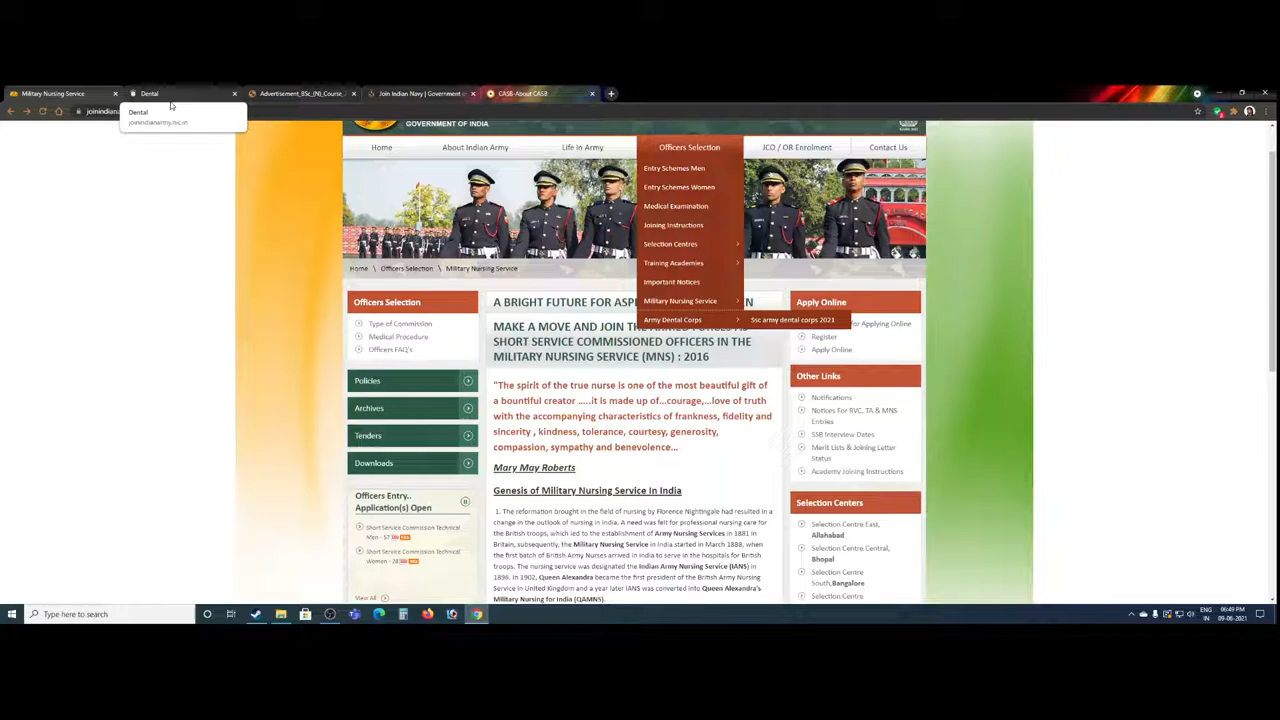 Military Nursing Service
Dental
Advertisement_BSc_(N)_Course_
Join Indian Navy | Government o
CASB-About CASB
joinindiana
Dental
joinindianarmy.nic.in
GOVERNMENT OF INDIA
Home
About Indian Army
Life in Army
Officers Selection
JCO / OR Enrolment
Contact Us
Entry Schemes Men
Entry Schemes Women
Medical Examination
Joining Instructions
Selection Centres
Training Academies
Important Notices
Military Nursing Service
Army Dental Corps
Ssc army dental corps 2021
Home \ Officers Selection \ Military Nursing Service
Officers Selection
Type of Commission
Medical Procedure
Officers FAQ's
Policies
Archives
Tenders
Downloads
Officers Entry..
Application(s) Open
Short Service Commission Technical
Men - 57
Short Service Commission Technical
Women - 28
View All
A BRIGHT FUTURE FOR ASP
EN
MAKE A MOVE AND JOIN THE ARMED FORCES AS
SHORT SERVICE COMMISSIONED OFFICERS IN THE
MILITARY NURSING SERVICE (MNS) : 2016
"The spirit of the true nurse is one of the most beautiful gift of
a bountiful creator .....it is made up of...courage,...love of truth
with the accompanying characteristics of frankness, fidelity and
sincerity , kindness, tolerance, courtesy, generosity,
compassion, sympathy and benevolence...
Mary May Roberts
Genesis of Military Nursing Service In India
1. The reformation brought in the field of nursing by Florence Nightingale had resulted in a
change in the outlook of nursing in India. A need was felt for professional nursing care for
the British troops, which led to the establishment of Army Nursing Services in 1881 in
Britain, subsequently, the Military Nursing Service in India started in March 1888, when
the first batch of British Army Nurses arrived in India to serve in the hospitals for British
troops. The nursing service was designated the Indian Army Nursing Service (IANS) in
1896. In 1902, Queen Alexandra became the first president of the British Army Nursing
Service in United Kingdom and a year later IANS was converted into Queen Alexandra's
Military Nursing for India (QAMNS).
Apply Online
for Applying Online
Register
Apply Online
Other Links
Notifications
Notices For RVC, TA & MNS
Entries
SSB Interview Dates
Merit Lists & Joining Letter
Status
Academy Joining Instructions
Selection Centers
Selection Centre East,
Allahabad
Selection Centre Central,
Bhopal
Selection Centre
South,Bangalore
Selection Centre
Type here to search
ENG
IN
06:49 PM
09-06-2021